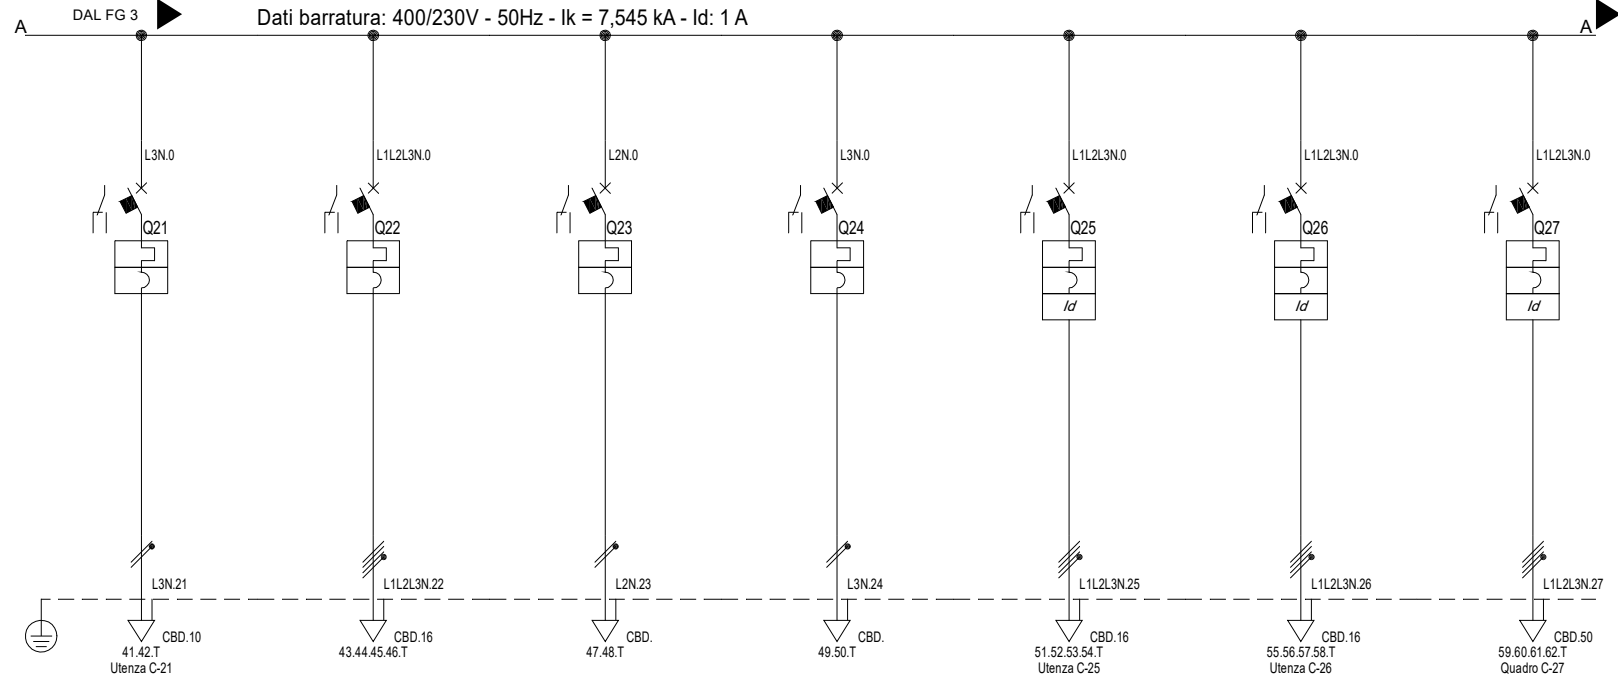 DAL FG 3
Dati barratura: 400/230V - 50Hz - Ik = 7,545 kA - Id: 1 A
A
A
L3N.0
L1L2L3N.0
L2N.0
L3N.0
L1L2L3N.0
L1L2L3N.0
L1L2L3N.0
Q21
Q22
Q23
Q24
Q25
Q26
Q27
Id
Id
Id
L3N.21
L1L2L3N.22
L2N.23
L3N.24
L1L2L3N.25
L1L2L3N.26
L1L2L3N.27
CBD.10
CBD.16
CBD.
CBD.
CBD.16
CBD.16
CBD.50
41.42.T
43.44.45.46.T
47.48.T
49.50.T
51.52.53.54.T
55.56.57.58.T
59.60.61.62.T
Utenza C-21
Utenza C-25
Utenza C-26
Quadro C-27